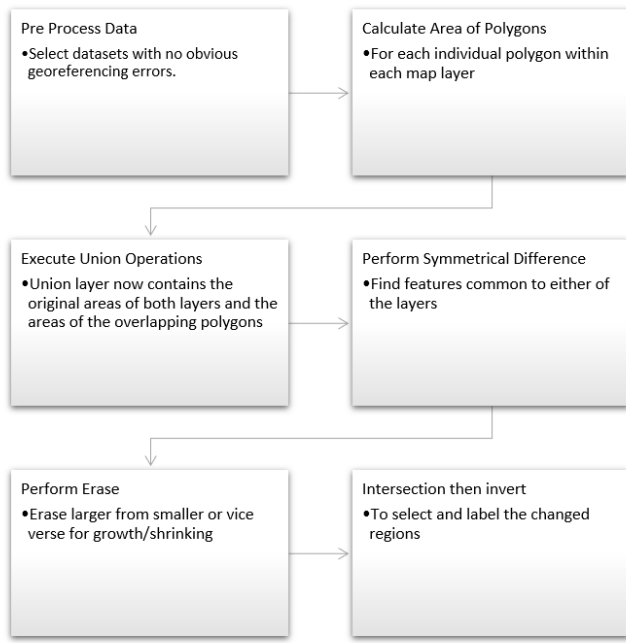 Pre Process Data
•Select datasets with no obvious
georeferencing errors.
Calculate Area of Polygons
•For each individual polygon within
each map layer
Execute Union Operations
•Union layer now contains the
original areas of both layers and the
areas of the overlapping polygons
Perform Symmetrical Difference
•Find features common to either of
the layers
Perform Erase
•Erase larger from smaller or vice
verse for growth/shrinking
Intersection then invert
•To select and label the changed
regions